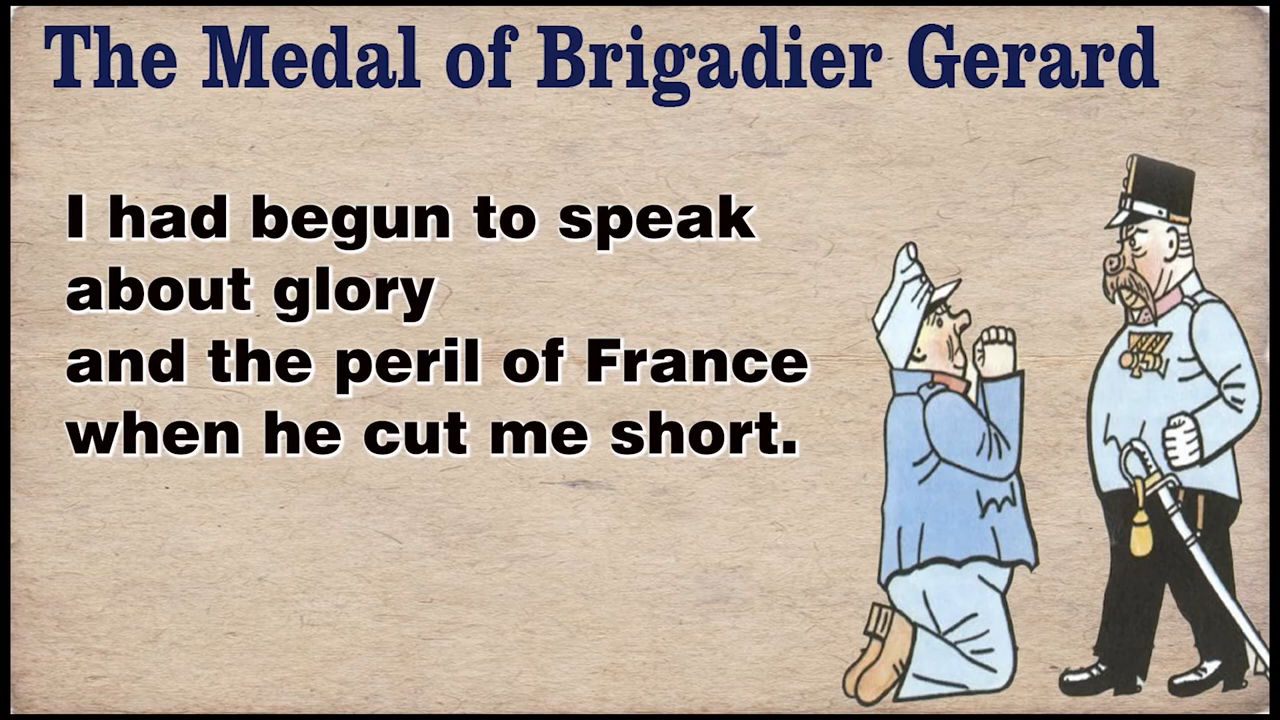 The Medal of Brigadier Gerard
I had begun to speak
about glory
and the peril of France
when he cut me short.